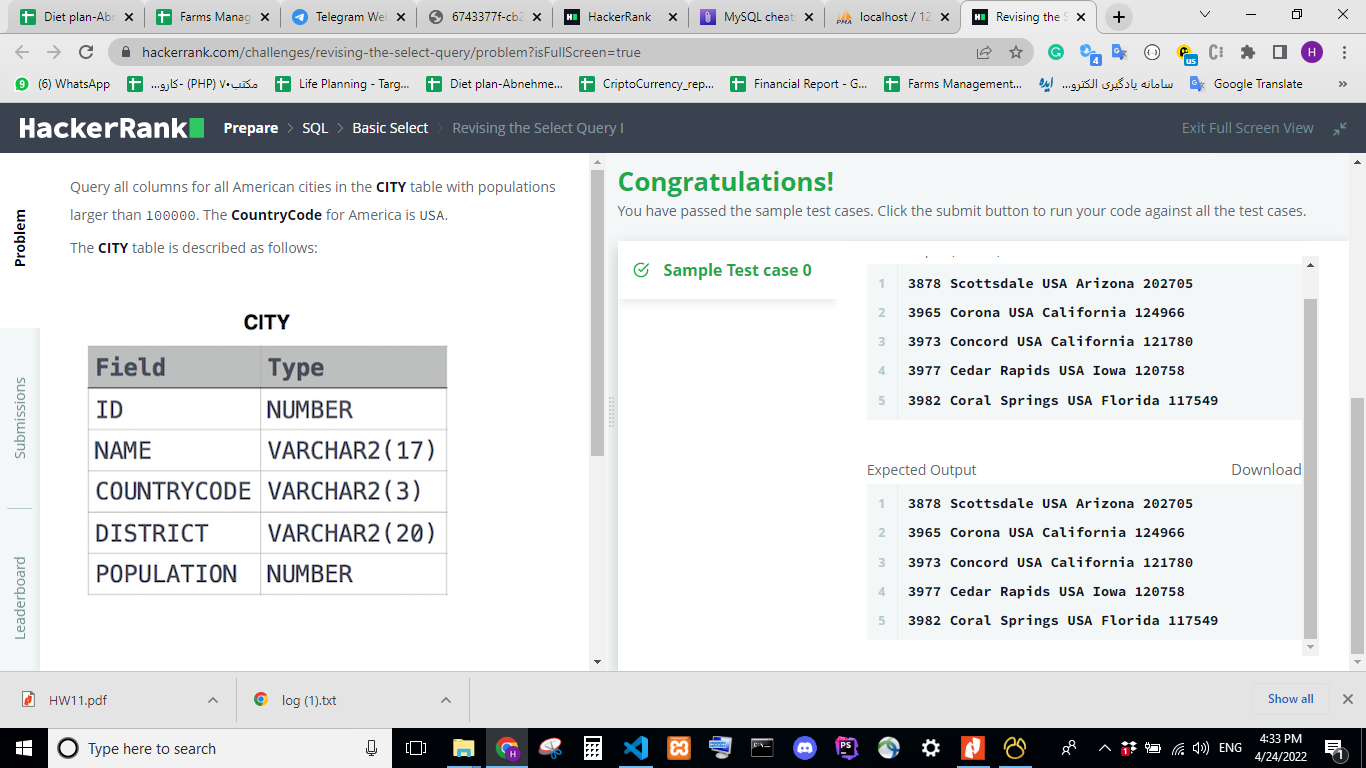 Diet plan-Abr
Farms Manag
Telegram We
6743377f-cb2
HackerRank
MySQL cheat
localhost / 12
Revising the S
hackerrank.com/challenges/revising-the-select-query/problem?isFullScreen=true
(6) WhatsApp
مکتب۷۰ (PHP) -کارو...
Life Planning - Targ...
Diet plan-Abnehme...
CriptoCurrency_rep...
Financial Report - G...
Farms Management...
سامانه یادگیری الکترو...
Google Translate
HackerRank
Prepare > SQL > Basic Select > Revising the Select Query I
Exit Full Screen View
Problem
Submissions
Leaderboard
Query all columns for all American cities in the CITY table with populations
larger than 100000. The CountryCode for America is USA.
The CITY table is described as follows:
CITY
Field Type
ID NUMBER
NAME VARCHAR2(17)
COUNTRYCODE VARCHAR2(3)
DISTRICT VARCHAR2(20)
POPULATION NUMBER
Congratulations!
You have passed the sample test cases. Click the submit button to run your code against all the test cases.
Sample Test case 0
1 3878 Scottsdale USA Arizona 202705
2 3965 Corona USA California 124966
3 3973 Concord USA California 121780
4 3977 Cedar Rapids USA Iowa 120758
5 3982 Coral Springs USA Florida 117549
Expected Output Download
1 3878 Scottsdale USA Arizona 202705
2 3965 Corona USA California 124966
3 3973 Concord USA California 121780
4 3977 Cedar Rapids USA Iowa 120758
5 3982 Coral Springs USA Florida 117549
HW11.pdf
log (1).txt
Show all
Type here to search
ENG
4:33 PM
4/24/2022